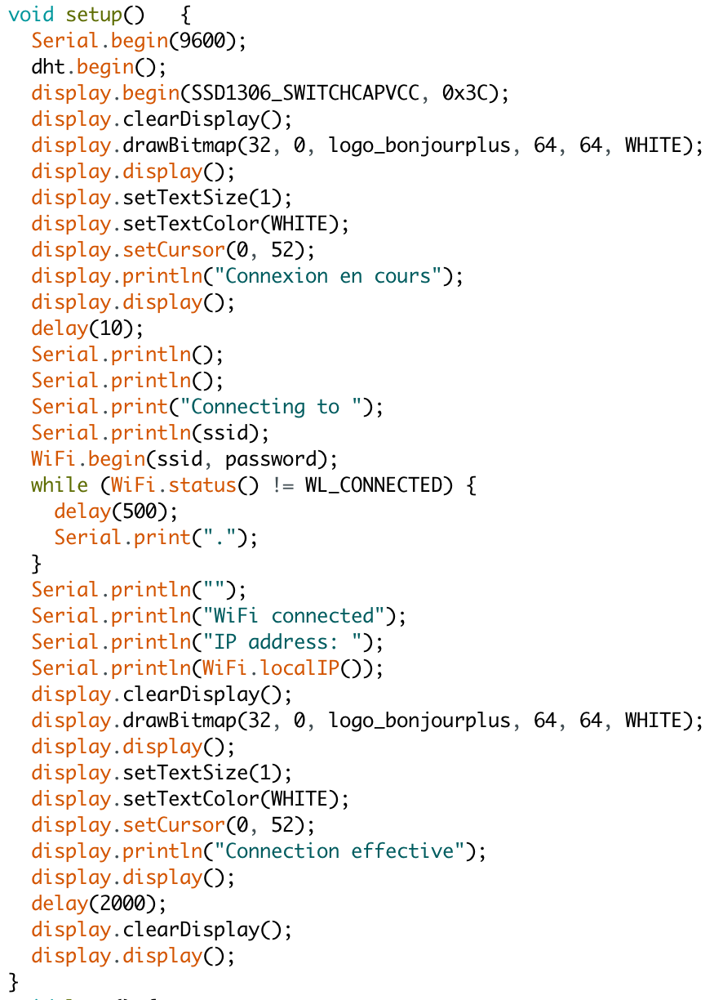 void setup()   {
  Serial.begin(9600);
  dht.begin();
  display.begin(SSD1306_SWITCHCAPVCC, 0x3C);
  display.clearDisplay();
  display.drawBitmap(32, 0, logo_bonjourplus, 64, 64, WHITE);
  display.display();
  display.setTextSize(1);
  display.setTextColor(WHITE);
  display.setCursor(0, 52);
  display.println("Connexion en cours");
  display.display();
  delay(10);
  Serial.println();
  Serial.println();
  Serial.print("Connecting to ");
  Serial.println(ssid);
  WiFi.begin(ssid, password);
  while (WiFi.status() != WL_CONNECTED) {
    delay(500);
    Serial.print(".");
  }
  Serial.println("");
  Serial.println("WiFi connected");
  Serial.println("IP address: ");
  Serial.println(WiFi.localIP());
  display.clearDisplay();
  display.drawBitmap(32, 0, logo_bonjourplus, 64, 64, WHITE);
  display.display();
  display.setTextSize(1);
  display.setTextColor(WHITE);
  display.setCursor(0, 52);
  display.println("Connection effective");
  display.display();
  delay(2000);
  display.clearDisplay();
  display.display();
}